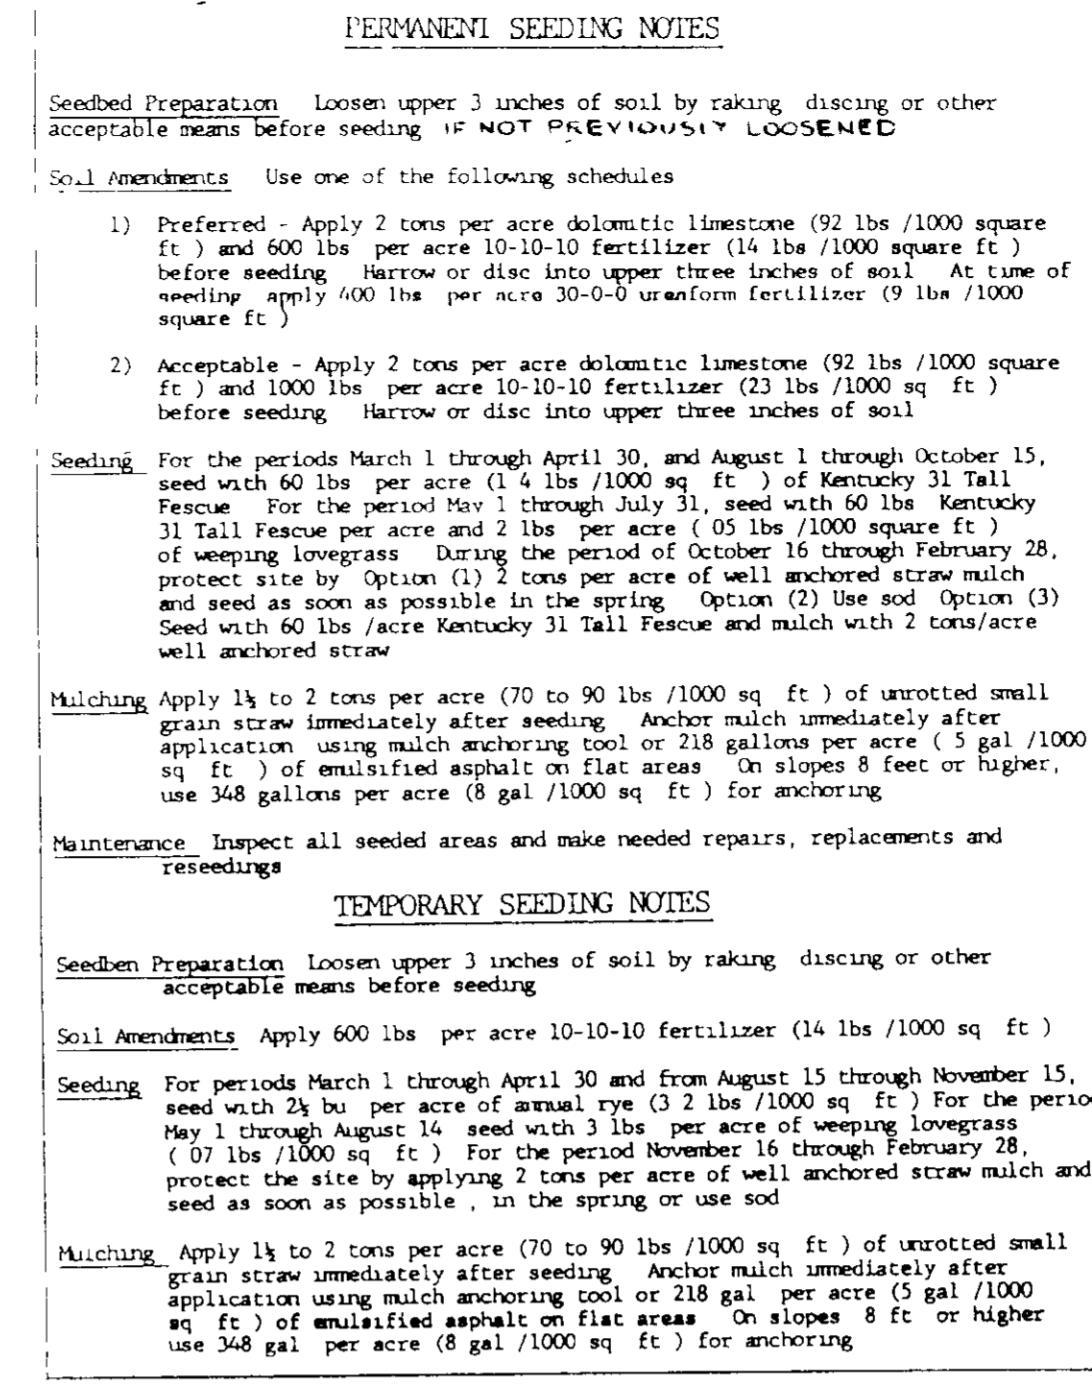 PERMANENT SEEDING NOTES
Seedbed Preparation Loosen upper 3 inches of soil by raking discing or other
acceptable means before seeding IF NOT PREVIOUSLY LOOSENED
Soil Amendments Use one of the following schedules
1) Preferred - Apply 2 tons per acre dolomitic limestone (92 lbs /1000 square
ft ) and 600 lbs per acre 10-10-10 fertilizer (14 lbs /1000 square ft )
before seeding Harrow or disc into upper three inches of soil At time of
seeding apply 400 lbs per acre 30-0-0 ureaform fertilizer (9 lbs /1000
square ft )
2) Acceptable - Apply 2 tons per acre dolomitic limestone (92 lbs /1000 square
ft ) and 1000 lbs per acre 10-10-10 fertilizer (23 lbs /1000 sq ft )
before seeding Harrow or disc into upper three inches of soil
Seeding For the periods March 1 through April 30, and August 1 through October 15,
seed with 60 lbs per acre (1 4 lbs /1000 sq ft ) of Kentucky 31 Tall
Fescue For the period May 1 through July 31, seed with 60 lbs Kentucky
31 Tall Fescue per acre and 2 lbs per acre ( 05 lbs /1000 square ft )
of weeping lovegrass During the period of October 16 through February 28,
protect site by Option (1) 2 tons per acre of well anchored straw mulch
and seed as soon as possible in the spring Option (2) Use sod Option (3)
Seed with 60 lbs /acre Kentucky 31 Tall Fescue and mulch with 2 tons/acre
well anchored straw
Mulching Apply 1½ to 2 tons per acre (70 to 90 lbs /1000 sq ft ) of unrotted small
grain straw immediately after seeding Anchor mulch immediately after
application using mulch anchoring tool or 218 gallons per acre ( 5 gal /1000
sq ft ) of emulsified asphalt on flat areas On slopes 8 feet or higher,
use 348 gallons per acre (8 gal /1000 sq ft ) for anchoring
Maintenance Inspect all seeded areas and make needed repairs, replacements and
reseedings
TEMPORARY SEEDING NOTES
Seedben Preparation Loosen upper 3 inches of soil by raking discing or other
acceptable means before seeding
Soil Amendments Apply 600 lbs per acre 10-10-10 fertilizer (14 lbs /1000 sq ft )
Seeding For periods March 1 through April 30 and from August 15 through November 15,
seed with 2½ bu per acre of annual rye (3 2 lbs /1000 sq ft ) For the perio
May 1 through August 14 seed with 3 lbs per acre of weeping lovegrass
( 07 lbs /1000 sq ft ) For the period November 16 through February 28,
protect the site by applying 2 tons per acre of well anchored straw mulch and
seed as soon as possible , in the spring or use sod
Mulching Apply 1½ to 2 tons per acre (70 to 90 lbs /1000 sq ft ) of unrotted small
grain straw immediately after seeding Anchor mulch immediately after
application using mulch anchoring tool or 218 gal per acre (5 gal /1000
sq ft ) of emulsified asphalt on flat areas On slopes 8 ft or higher
use 348 gal per acre (8 gal /1000 sq ft ) for anchoring